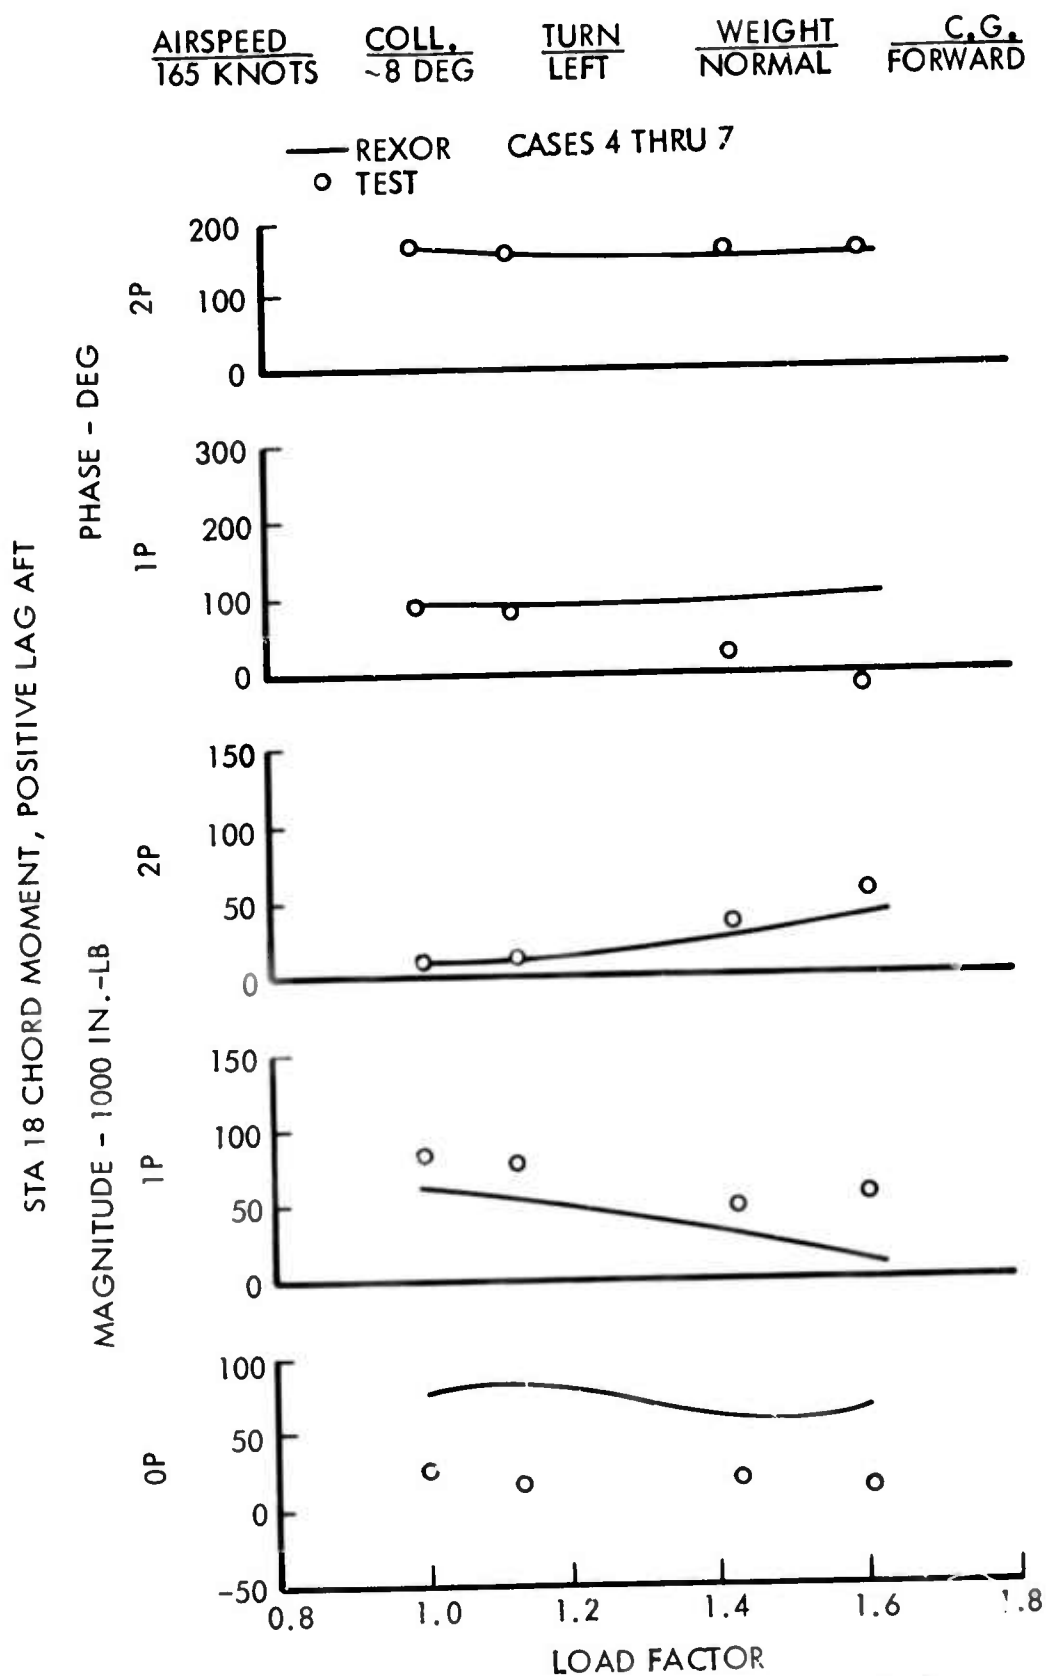 AIRSPEED COLL. TURN WEIGHT C.G.
165 KNOTS ~8 DEG LEFT NORMAL FORWARD
REXOR CASES 4 THRU 7
TEST
STA 18 CHORD MOMENT, POSITIVE LAG AFT
PHASE - DEG
2P
200
100
0
1P
300
200
100
0
MAGNITUDE - 1000 IN.-LB
2P
150
100
50
0
1P
150
100
50
0
0P
100
50
0
-50
0.8 1.0 1.2 1.4 1.6 1.8
LOAD FACTOR